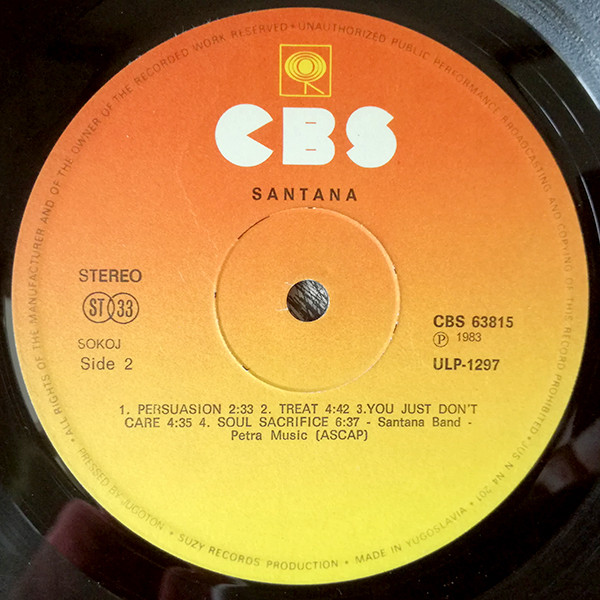 CBS
SANTANA
STEREO
ST 33
SOKOJ
Side 2
CBS 63815
Ⓟ 1983
ULP-1297
1. PERSUASION 2:33 2. TREAT 4:42 3.YOU JUST DON'T
CARE 4:35 4. SOUL SACRIFICE 6:37 - Santana Band -
Petra Music (ASCAP)
• ALL RIGHTS OF THE MANUFACTURER AND OF THE OWNER OF THE RECORDED WORK RESERVED • UNAUTHORIZED PUBLIC PERFORMANCE BROADCASTING AND COPYING OF THIS RECORD PROHIBITED • JUS N N4 201 •
• PRESSED BY JUGOTON • SUZY RECORDS PRODUCTION • MADE IN YUGOSLAVIA •